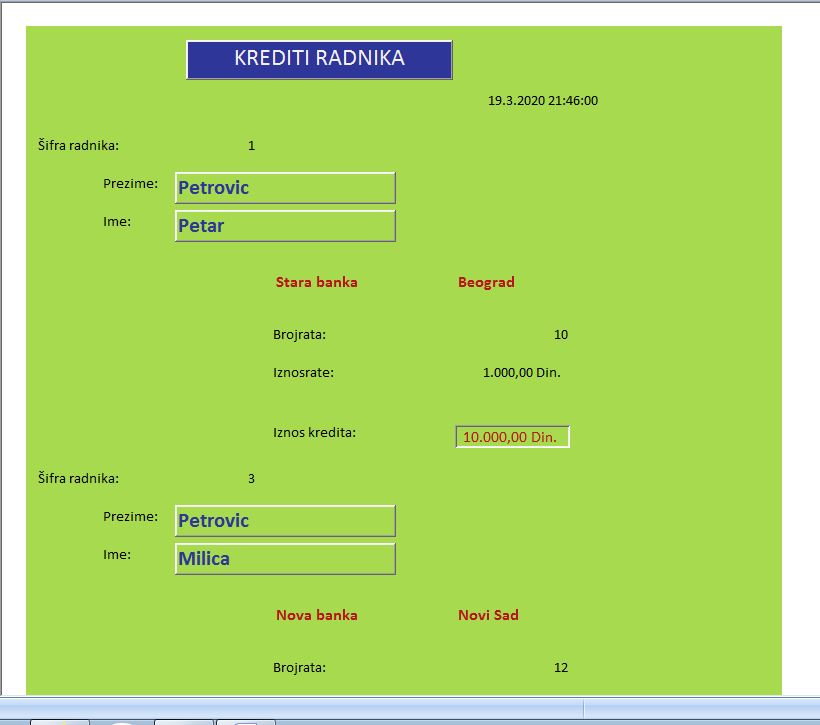 KREDITI RADNIKA
19.3.2020 21:46:00
Šifra radnika: 1
Prezime: Petrovic
Ime: Petar
Stara banka Beograd
Brojrata: 10
Iznosrate: 1.000,00 Din.
Iznos kredita: 10.000,00 Din.
Šifra radnika: 3
Prezime: Petrovic
Ime: Milica
Nova banka Novi Sad
Brojrata: 12